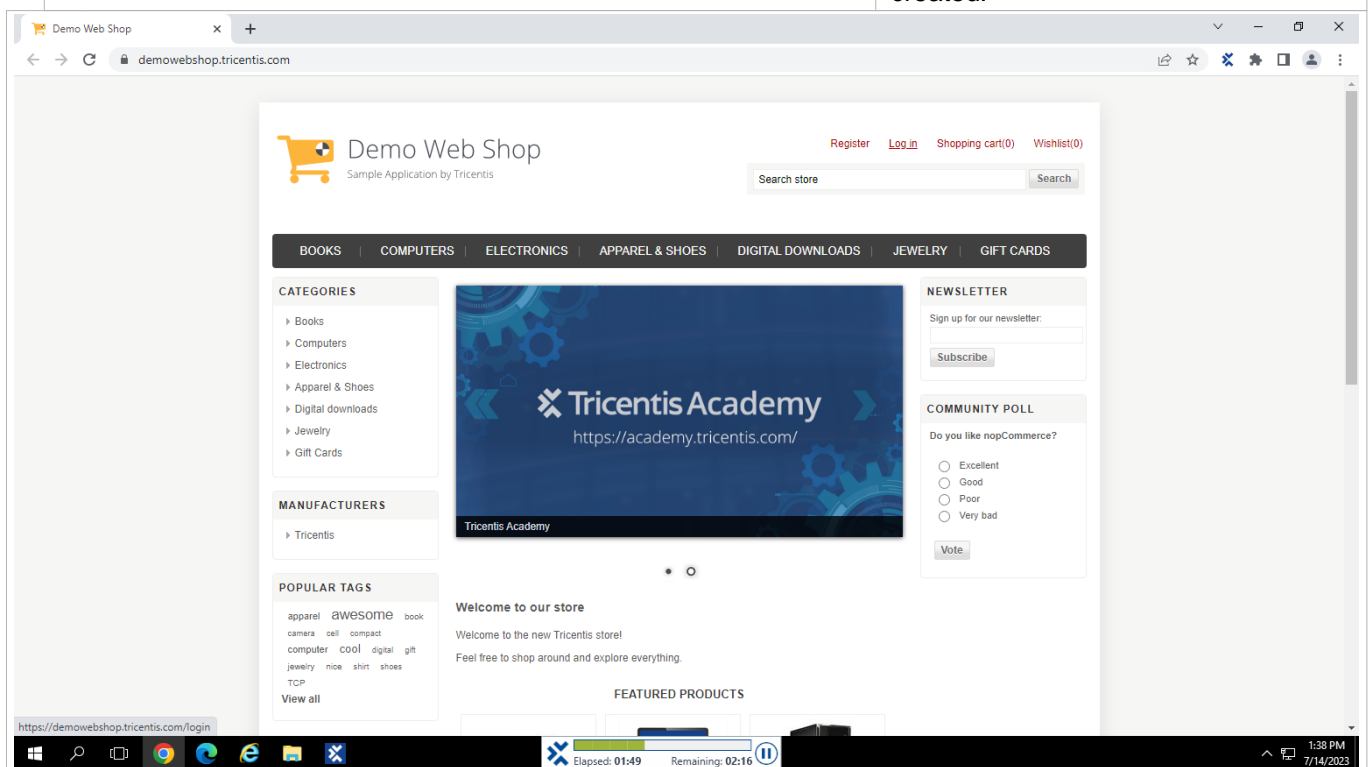 created.
Demo Web Shop
demowebshop.tricentis.com
Demo Web Shop
Sample Application by Tricentis
Register Log in Shopping cart(0) Wishlist(0)
Search store Search
BOOKS | COMPUTERS | ELECTRONICS | APPAREL & SHOES | DIGITAL DOWNLOADS | JEWELRY | GIFT CARDS
CATEGORIES
Books
Computers
Electronics
Apparel & Shoes
Digital downloads
Jewelry
Gift Cards
MANUFACTURERS
Tricentis
POPULAR TAGS
apparel awesome book
camera cell compact
computer cool digital gift
jewelry nice shirt shoes
TCP
View all
Tricentis Academy
https://academy.tricentis.com/
Tricentis Academy
Welcome to our store
Welcome to the new Tricentis store!
Feel free to shop around and explore everything.
FEATURED PRODUCTS
NEWSLETTER
Sign up for our newsletter:
Subscribe
COMMUNITY POLL
Do you like nopCommerce?
Excellent
Good
Poor
Very bad
Vote
https://demowebshop.tricentis.com/login
Elapsed: 01:49 Remaining: 02:16
1:38 PM
7/14/2023